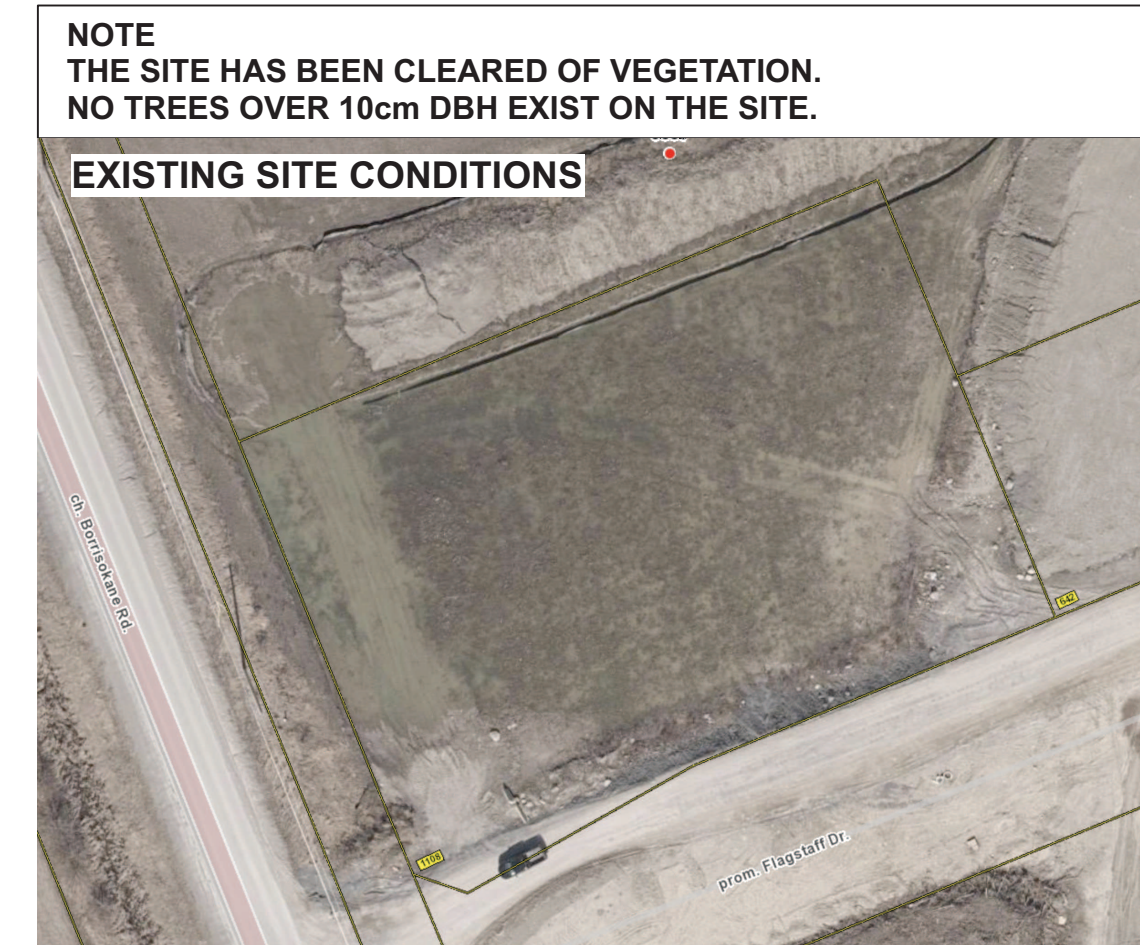 NOTE
THE SITE HAS BEEN CLEARED OF VEGETATION.
NO TREES OVER 10cm DBH EXIST ON THE SITE.
EXISTING SITE CONDITIONS
ch. Borrisokane Rd.
642
1108
prom. Flagstaff Dr.